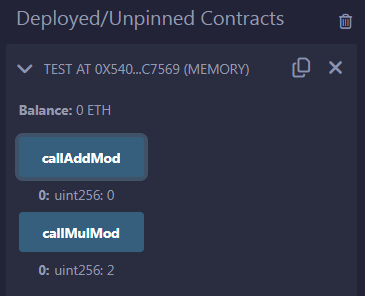 Deployed/Unpinned Contracts
TEST AT 0X540...C7569 (MEMORY)
Balance: 0 ETH
callAddMod
0: uint256: 0
callMulMod
0: uint256: 2